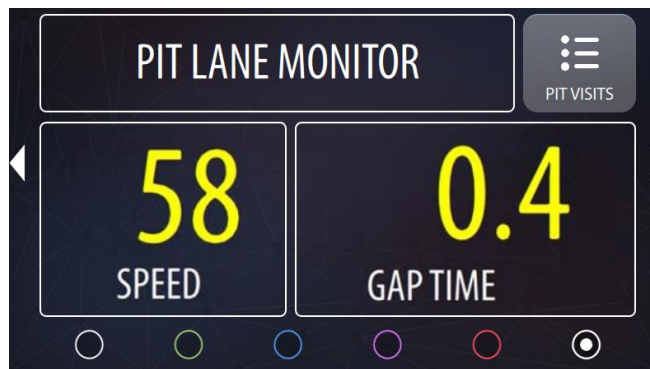 PIT LANE MONITOR
PIT VISITS
58
SPEED
0.4
GAP TIME